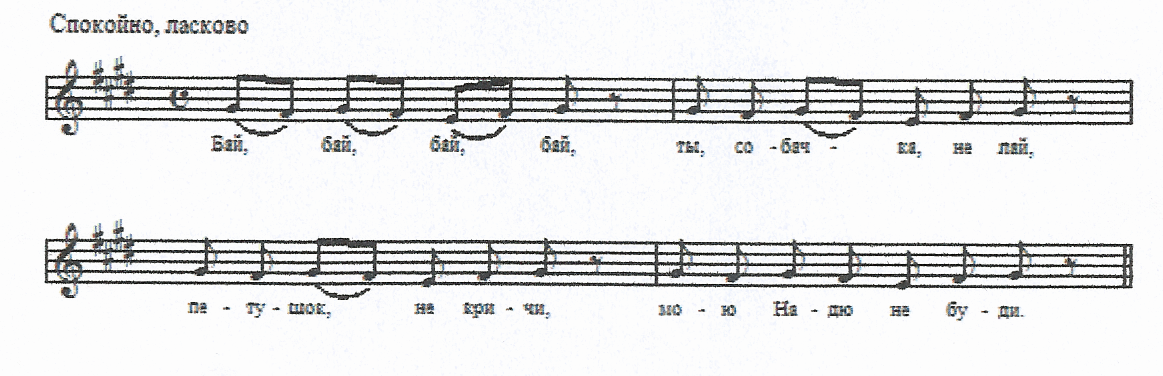 Спокойно, ласково
Бай, бай, бай, бай, ты, со - бач - ка, не лай,
пе - ту - шок, не кри - чи, мо - ю На - дю не бу - ди.